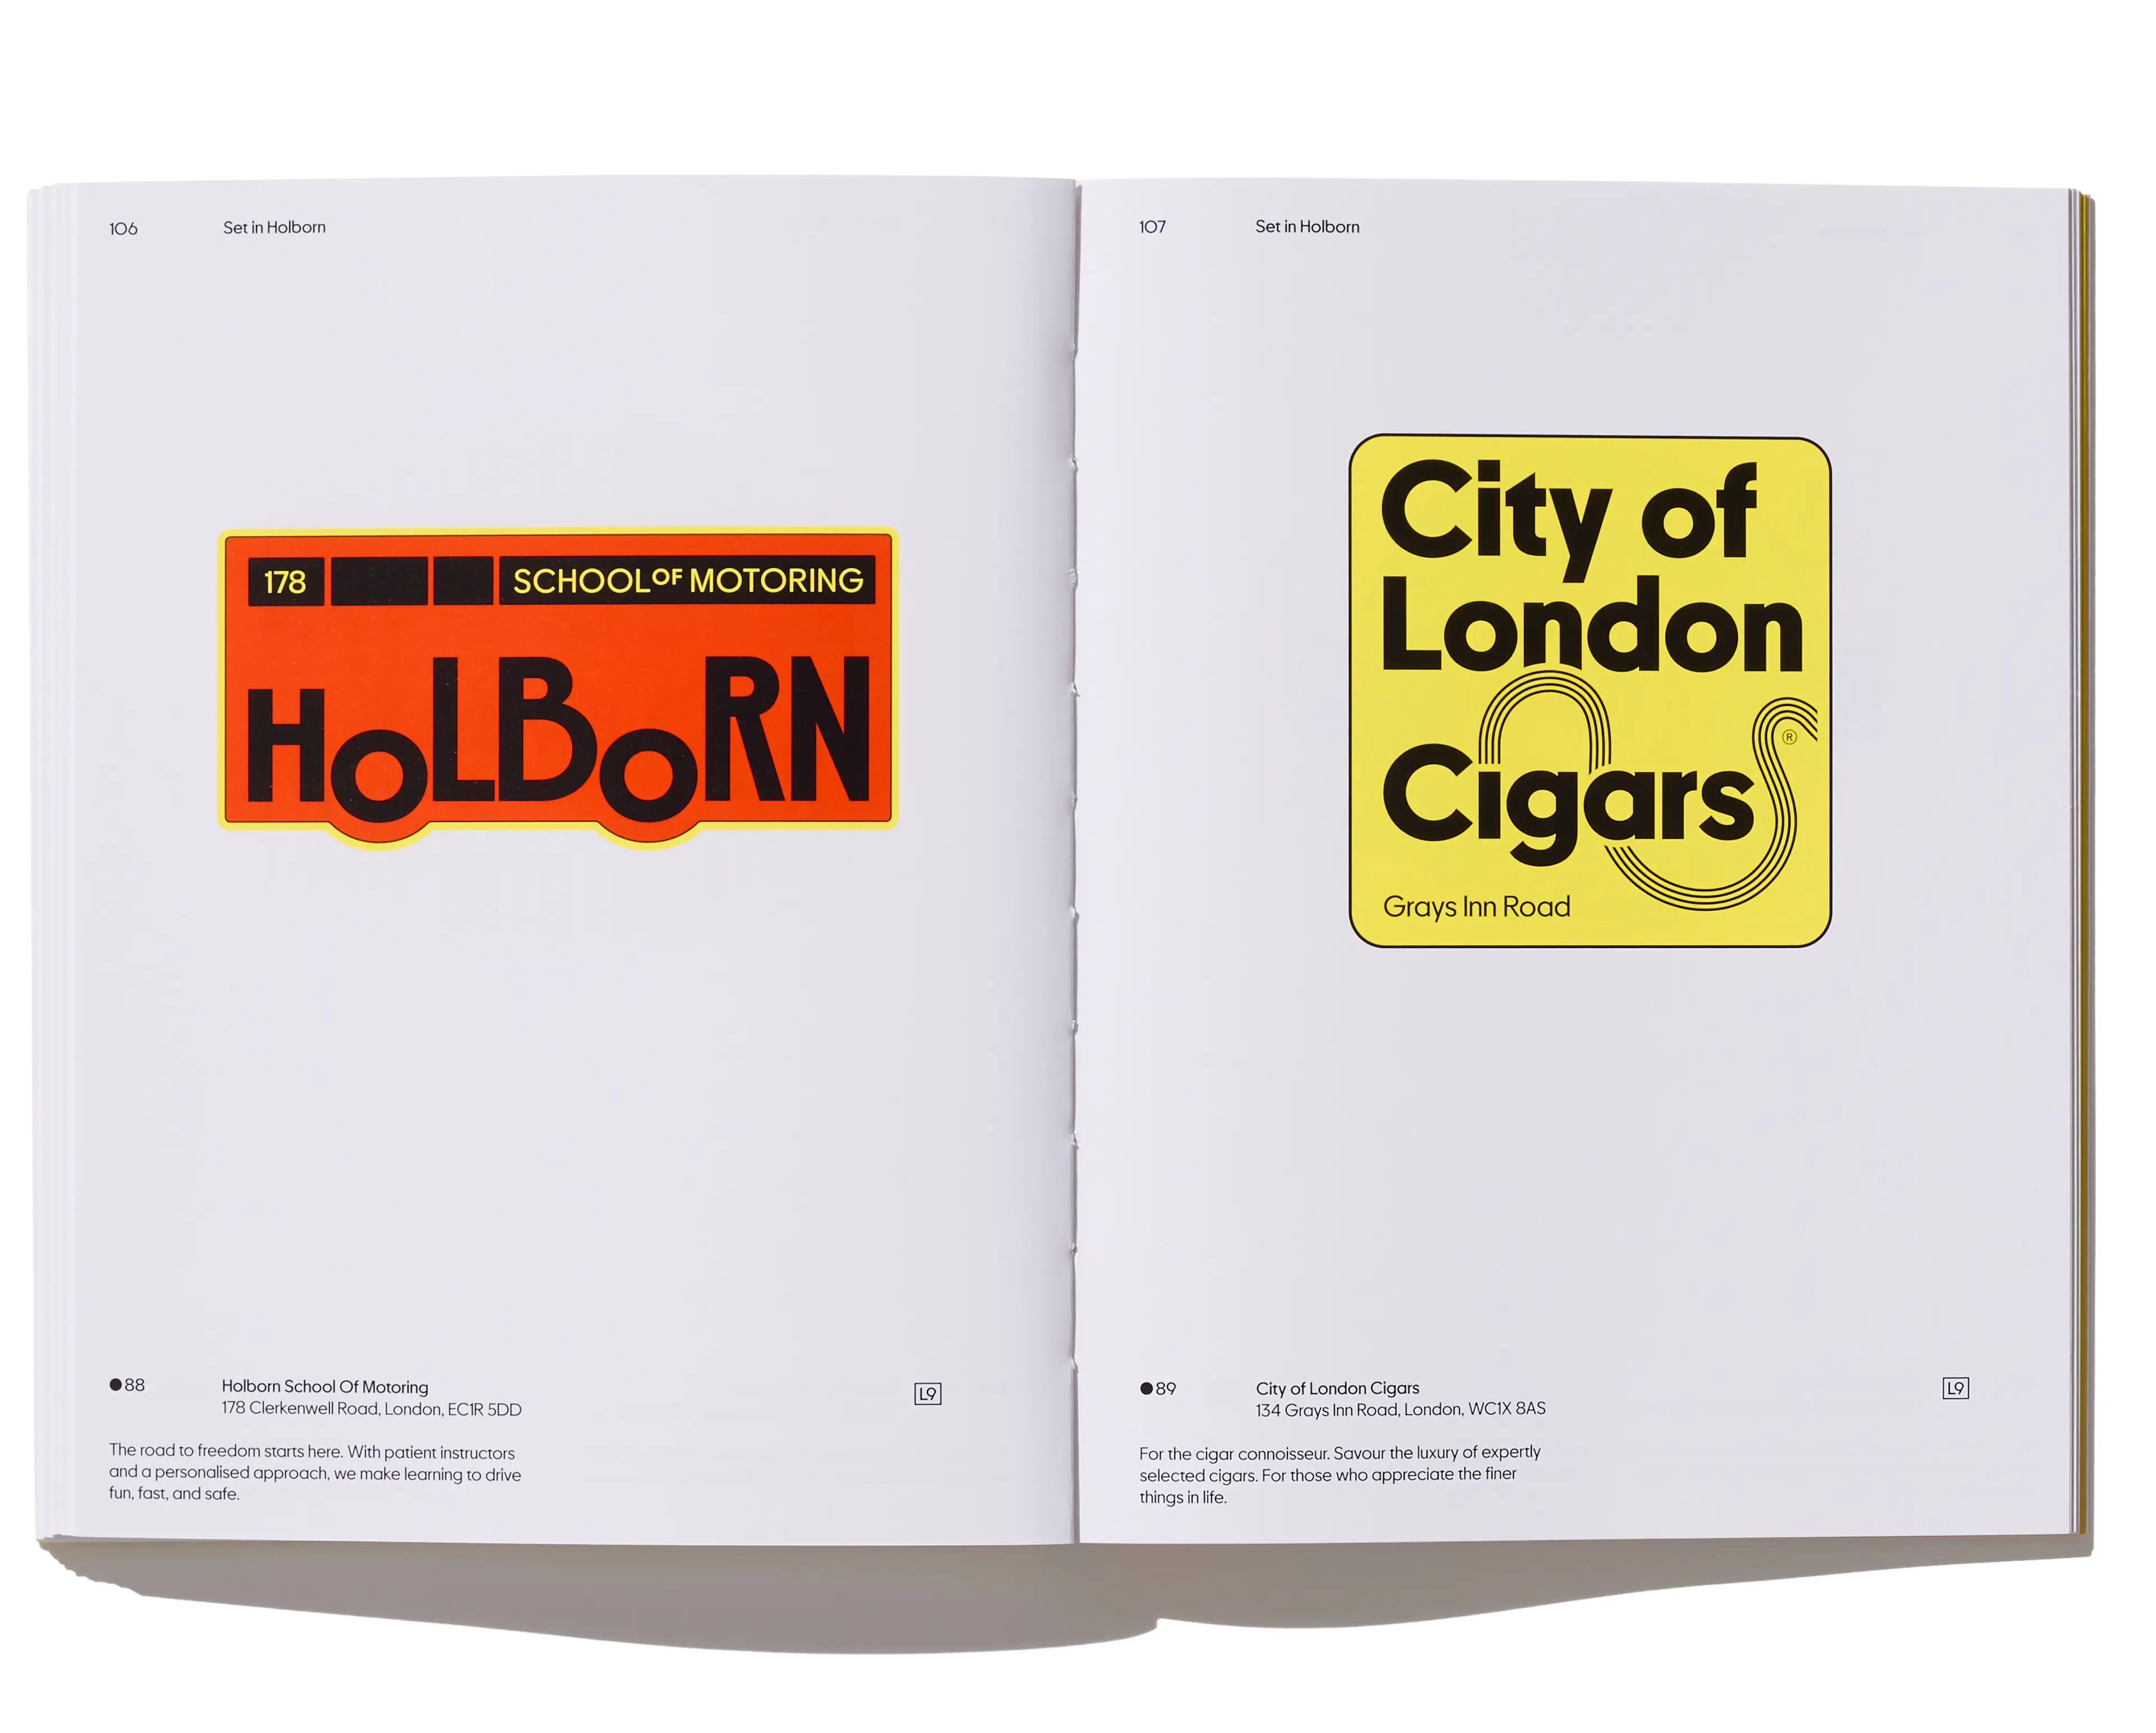 106 Set in Holborn
178 SCHOOL OF MOTORING
HoLBoRN
●88 Holborn School Of Motoring L9
178 Clerkenwell Road, London, EC1R 5DD
The road to freedom starts here. With patient instructors
and a personalised approach, we make learning to drive
fun, fast, and safe.
107 Set in Holborn
City of
London
Cigars
®
Grays Inn Road
●89 City of London Cigars L9
134 Grays Inn Road, London, WC1X 8AS
For the cigar connoisseur. Savour the luxury of expertly
selected cigars. For those who appreciate the finer
things in life.